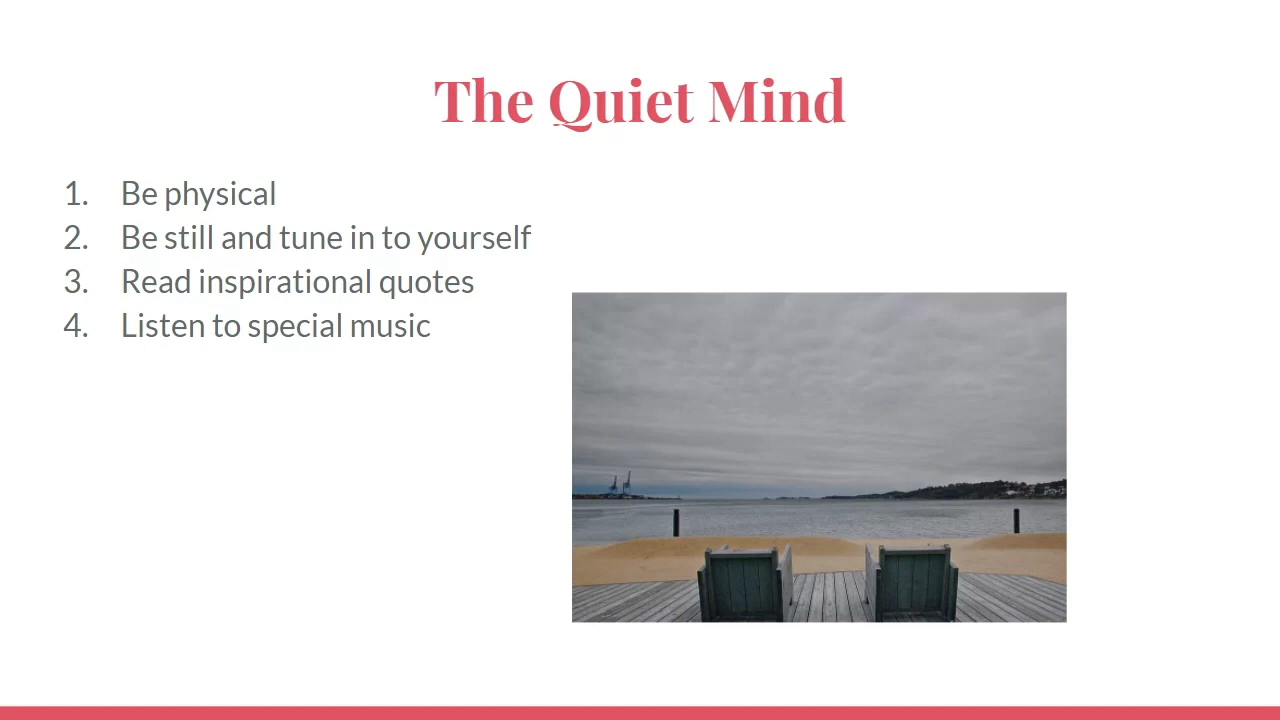 The Quiet Mind
1. Be physical
2. Be still and tune in to yourself
3. Read inspirational quotes
4. Listen to special music